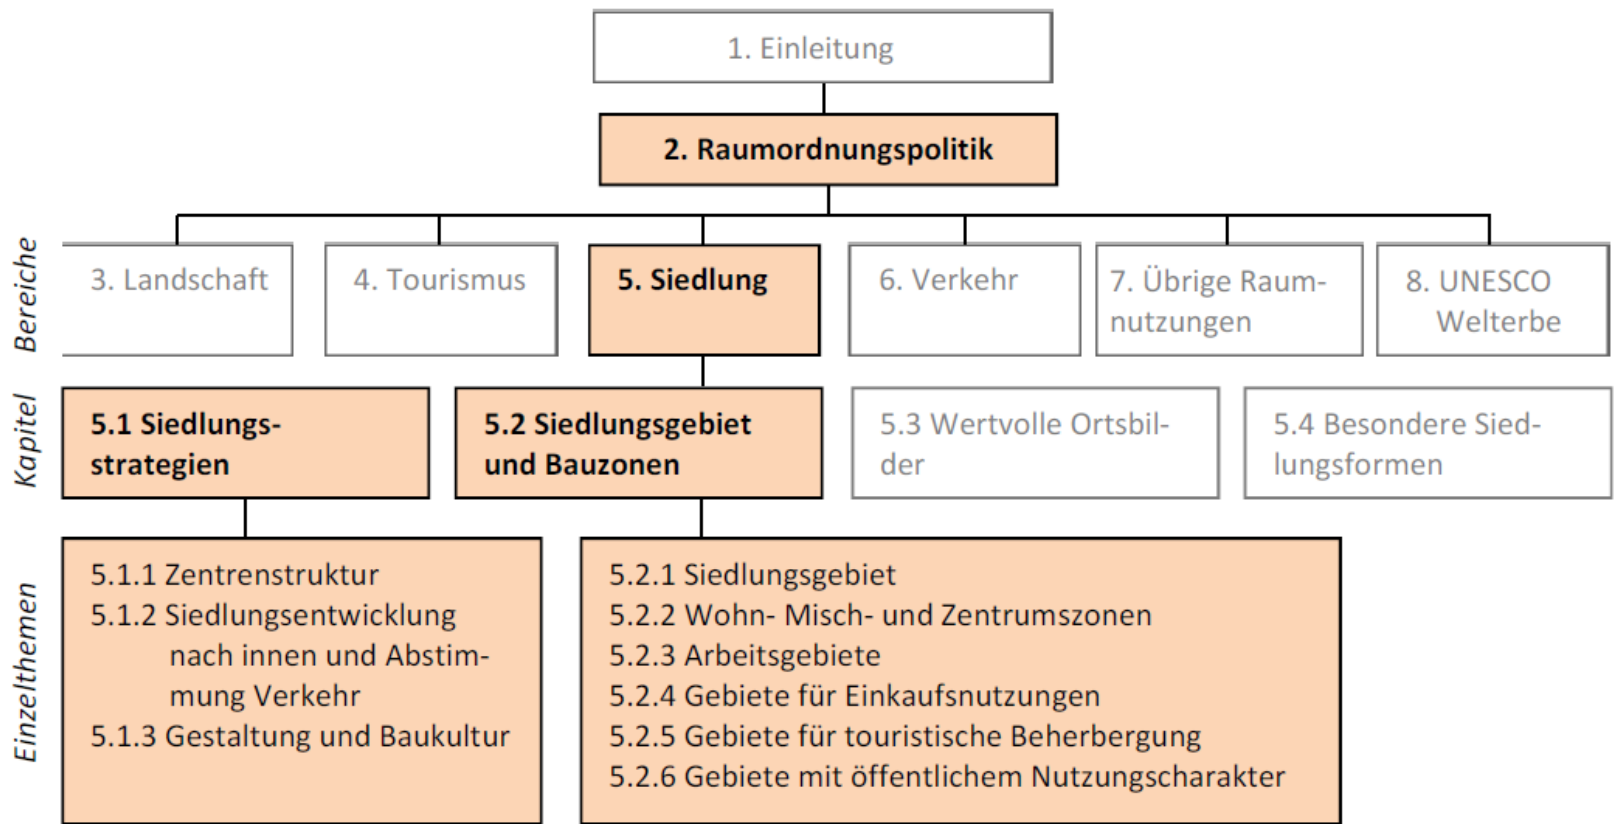 1. Einleitung
2. Raumordnungspolitik
Bereiche
3. Landschaft
4. Tourismus
5. Siedlung
6. Verkehr
7. Übrige Raum-
nutzungen
8. UNESCO
Welterbe
Kapitel
5.1 Siedlungs-
strategien
5.2 Siedlungsgebiet
und Bauzonen
5.3 Wertvolle Ortsbil-
der
5.4 Besondere Sied-
lungsformen
Einzelthemen
5.1.1 Zentrenstruktur
5.1.2 Siedlungsentwicklung
nach innen und Abstim-
mung Verkehr
5.1.3 Gestaltung und Baukultur
5.2.1 Siedlungsgebiet
5.2.2 Wohn- Misch- und Zentrumszonen
5.2.3 Arbeitsgebiete
5.2.4 Gebiete für Einkaufsnutzungen
5.2.5 Gebiete für touristische Beherbergung
5.2.6 Gebiete mit öffentlichem Nutzungscharakter